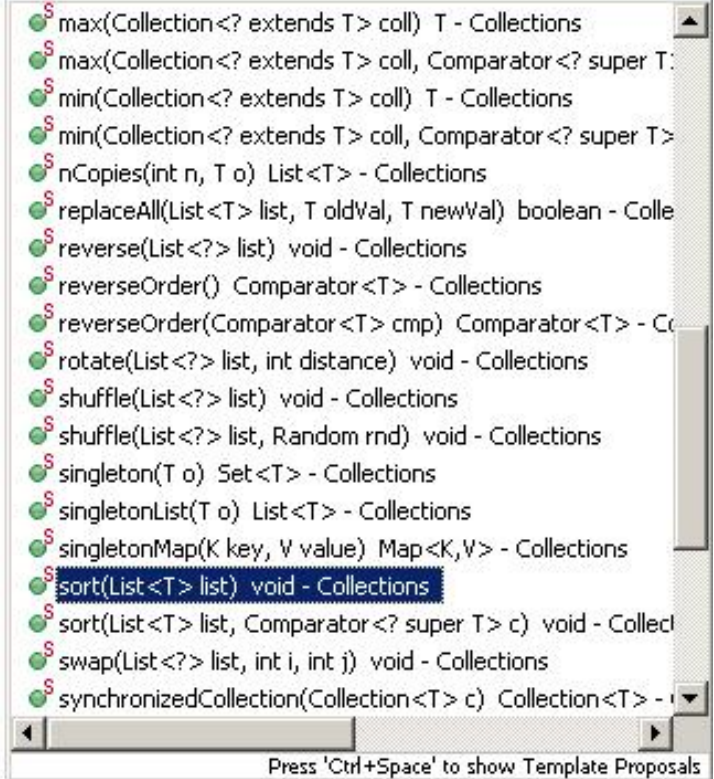 S max(Collection<? extends T> coll) T - Collections
S max(Collection<? extends T> coll, Comparator<? super T>
S min(Collection<? extends T> coll) T - Collections
S min(Collection<? extends T> coll, Comparator<? super T>
S nCopies(int n, T o) List<T> - Collections
S replaceAll(List<T> list, T oldVal, T newVal) boolean - Colle
S reverse(List<?> list) void - Collections
S reverseOrder() Comparator<T> - Collections
S reverseOrder(Comparator<T> cmp) Comparator<T> - Co
S rotate(List<?> list, int distance) void - Collections
S shuffle(List<?> list) void - Collections
S shuffle(List<?> list, Random rnd) void - Collections
S singleton(T o) Set<T> - Collections
S singletonList(T o) List<T> - Collections
S singletonMap(K key, V value) Map<K,V> - Collections
S sort(List<T> list) void - Collections
S sort(List<T> list, Comparator<? super T> c) void - Collect
S swap(List<?> list, int i, int j) void - Collections
S synchronizedCollection(Collection<T> c) Collection<T> -
Press 'Ctrl+Space' to show Template Proposals